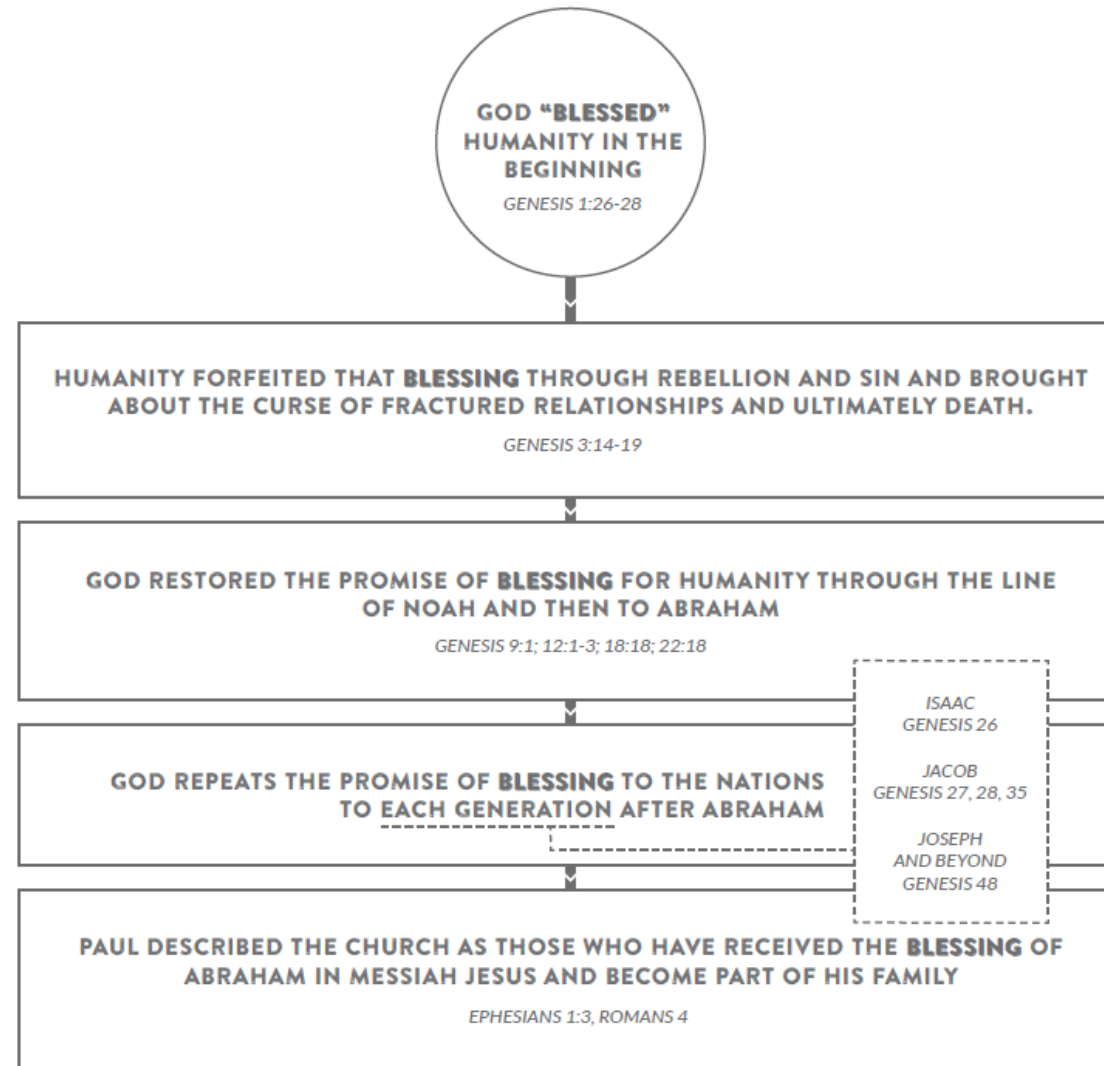 GOD “BLESSED”
HUMANITY IN THE
BEGINNING
GENESIS 1:26-28
HUMANITY FORFEITED THAT BLESSING THROUGH REBELLION AND SIN AND BROUGHT
ABOUT THE CURSE OF FRACTURED RELATIONSHIPS AND ULTIMATELY DEATH.
GENESIS 3:14-19
GOD RESTORED THE PROMISE OF BLESSING FOR HUMANITY THROUGH THE LINE
OF NOAH AND THEN TO ABRAHAM
GENESIS 9:1; 12:1-3; 18:18; 22:18
GOD REPEATS THE PROMISE OF BLESSING TO THE NATIONS
TO EACH GENERATION AFTER ABRAHAM
ISAAC
GENESIS 26
JACOB
GENESIS 27, 28, 35
JOSEPH
AND BEYOND
GENESIS 48
PAUL DESCRIBED THE CHURCH AS THOSE WHO HAVE RECEIVED THE BLESSING OF
ABRAHAM IN MESSIAH JESUS AND BECOME PART OF HIS FAMILY
EPHESIANS 1:3, ROMANS 4